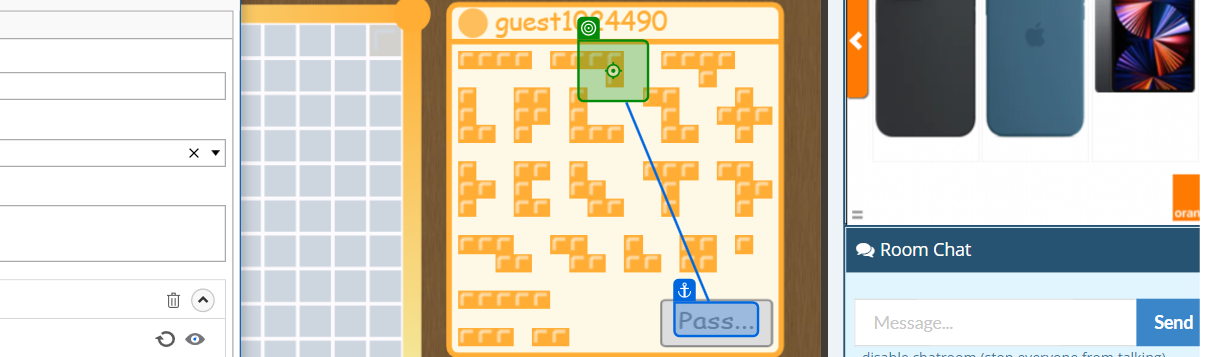 guest1024490
Pass...
oran
Room Chat
Message...
Send
disable chatroom (stop everyone from talking)